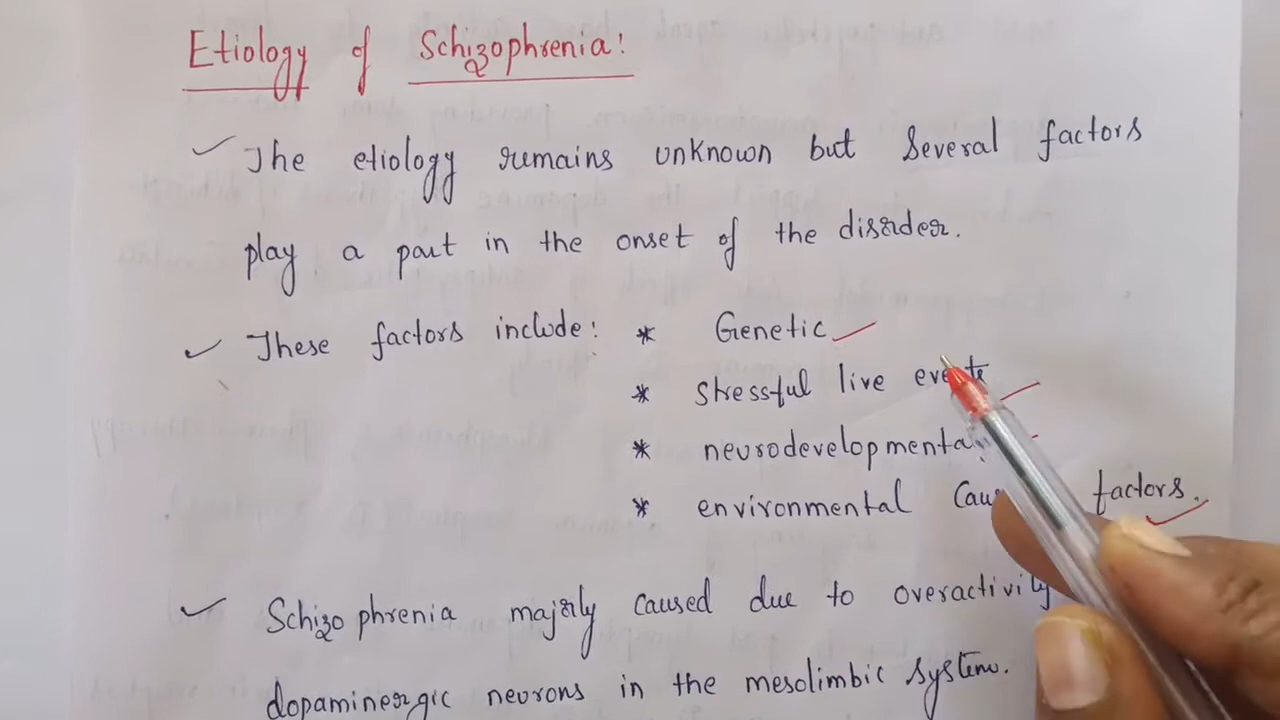 Etiology of Schizophrenia:
The etiology remains unknown but several factors
play a part in the onset of the disorder.
These factors include: * Genetic
* stressful live events
* neurodevelopmental
* environmental factors.
Schizophrenia majorly caused due to overactivity
dopaminergic neurons in the mesolimbic system.